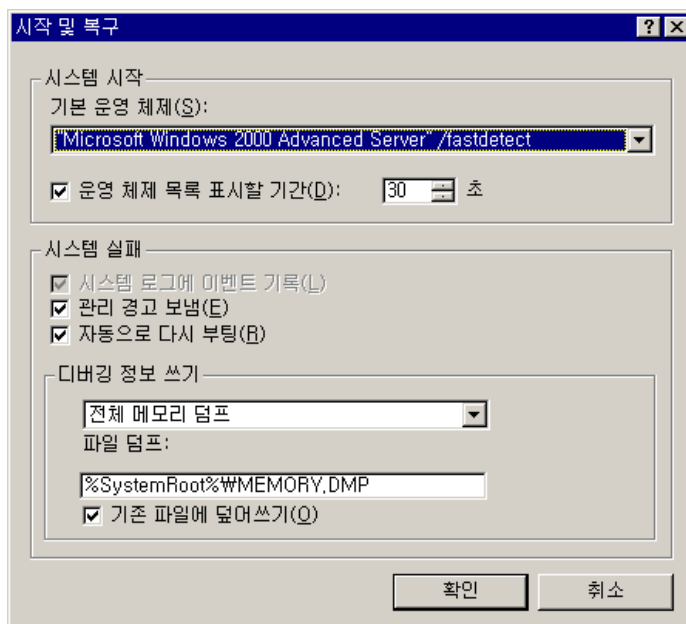 시작 및 복구
시스템 시작
기본 운영 체제(S):
"Microsoft Windows 2000 Advanced Server" /fastdetect
운영 체제 목록 표시할 기간(D): 30 초
시스템 실패
시스템 로그에 이벤트 기록(L)
관리 경고 보냄(E)
자동으로 다시 부팅(R)
디버깅 정보 쓰기
전체 메모리 덤프
파일 덤프:
%SystemRoot%₩MEMORY.DMP
기존 파일에 덮어쓰기(O)
확인 취소